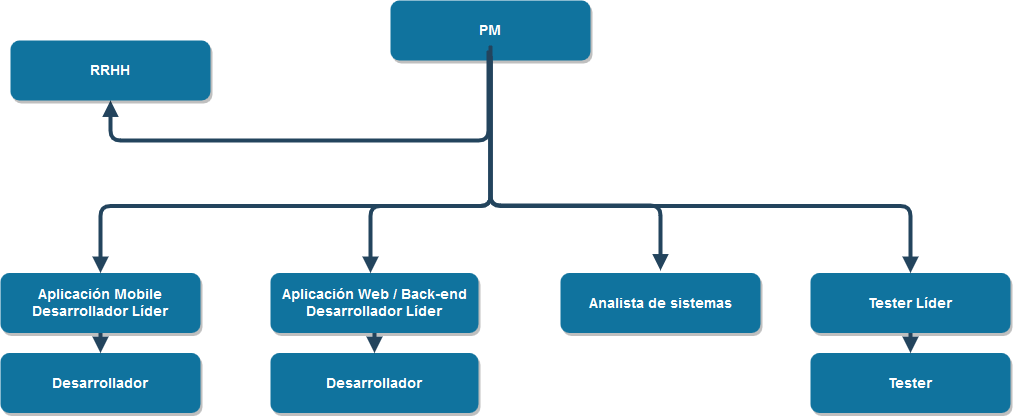 PM
RRHH
Aplicación Mobile
Desarrollador Líder
Aplicación Web / Back-end
Desarrollador Líder
Analista de sistemas
Tester Líder
Desarrollador
Desarrollador
Tester